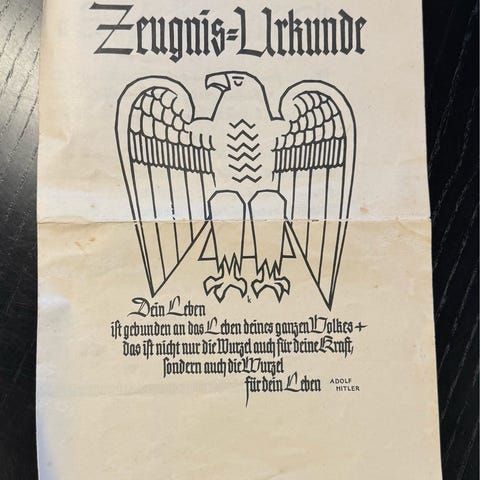 Zeugnis=Urkunde
k
Dein Leben
ist gebunden an das Leben deines ganzen Volkes +
das ist nicht nur die Wurzel auch für deine Kraft,
sondern auch die Wurzel
für dein Leben ADOLF
HITLER